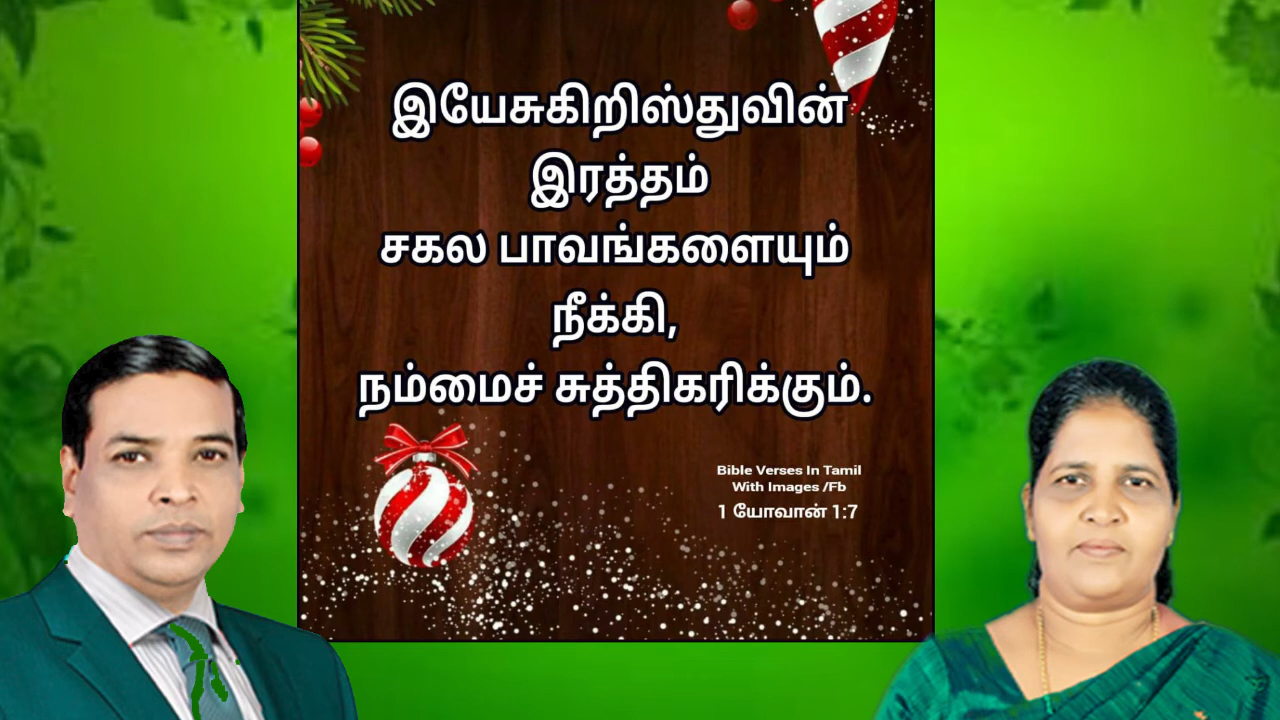 இயேசுகிறிஸ்துவின்
இரத்தம்
சகல பாவங்களையும்
நீக்கி,
நம்மைச் சுத்திகரிக்கும்.
Bible Verses In Tamil
With Images /Fb
1 யோவான் 1:7